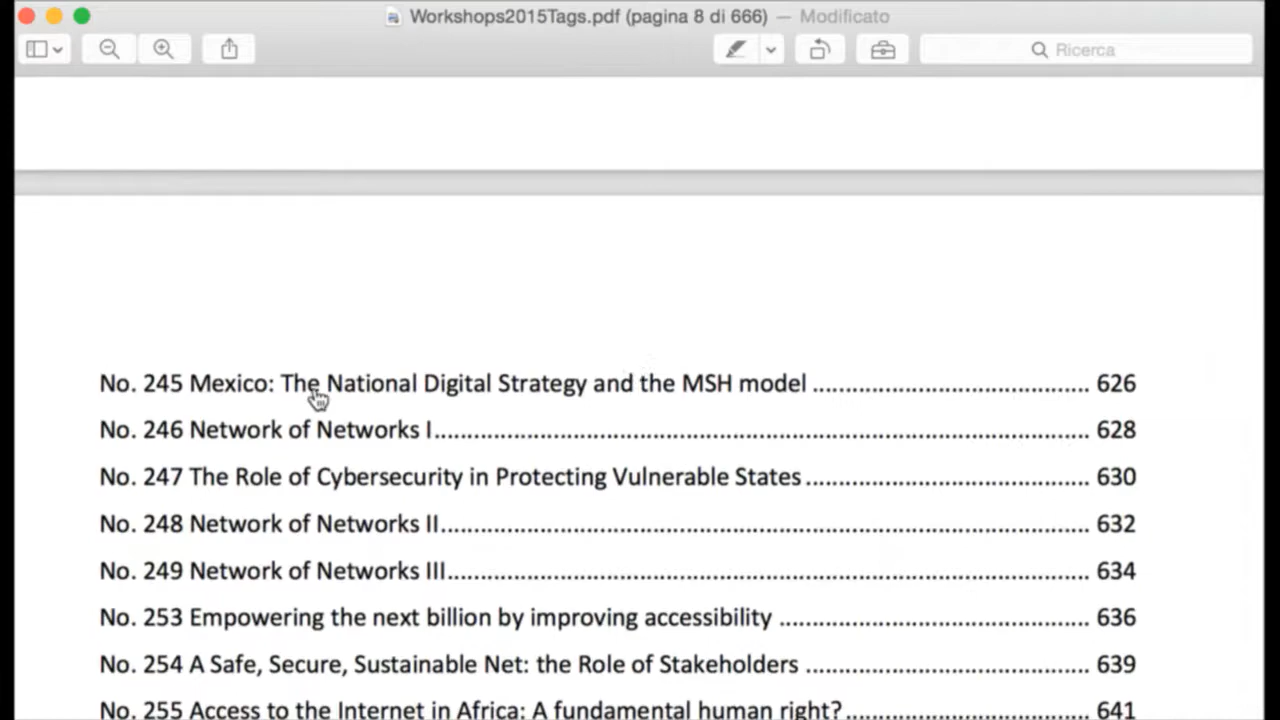 Workshops2015Tags.pdf (pagina 8 di 666) — Modificato
Ricerca
No. 245 Mexico: The National Digital Strategy and the MSH model ............................................ 626
No. 246 Network of Networks I........................................................................................................ 628
No. 247 The Role of Cybersecurity in Protecting Vulnerable States ............................................. 630
No. 248 Network of Networks II....................................................................................................... 632
No. 249 Network of Networks III...................................................................................................... 634
No. 253 Empowering the next billion by improving accessibility ................................................. 636
No. 254 A Safe, Secure, Sustainable Net: the Role of Stakeholders ............................................. 639
No. 255 Access to the Internet in Africa: A fundamental human right?....................................... 641